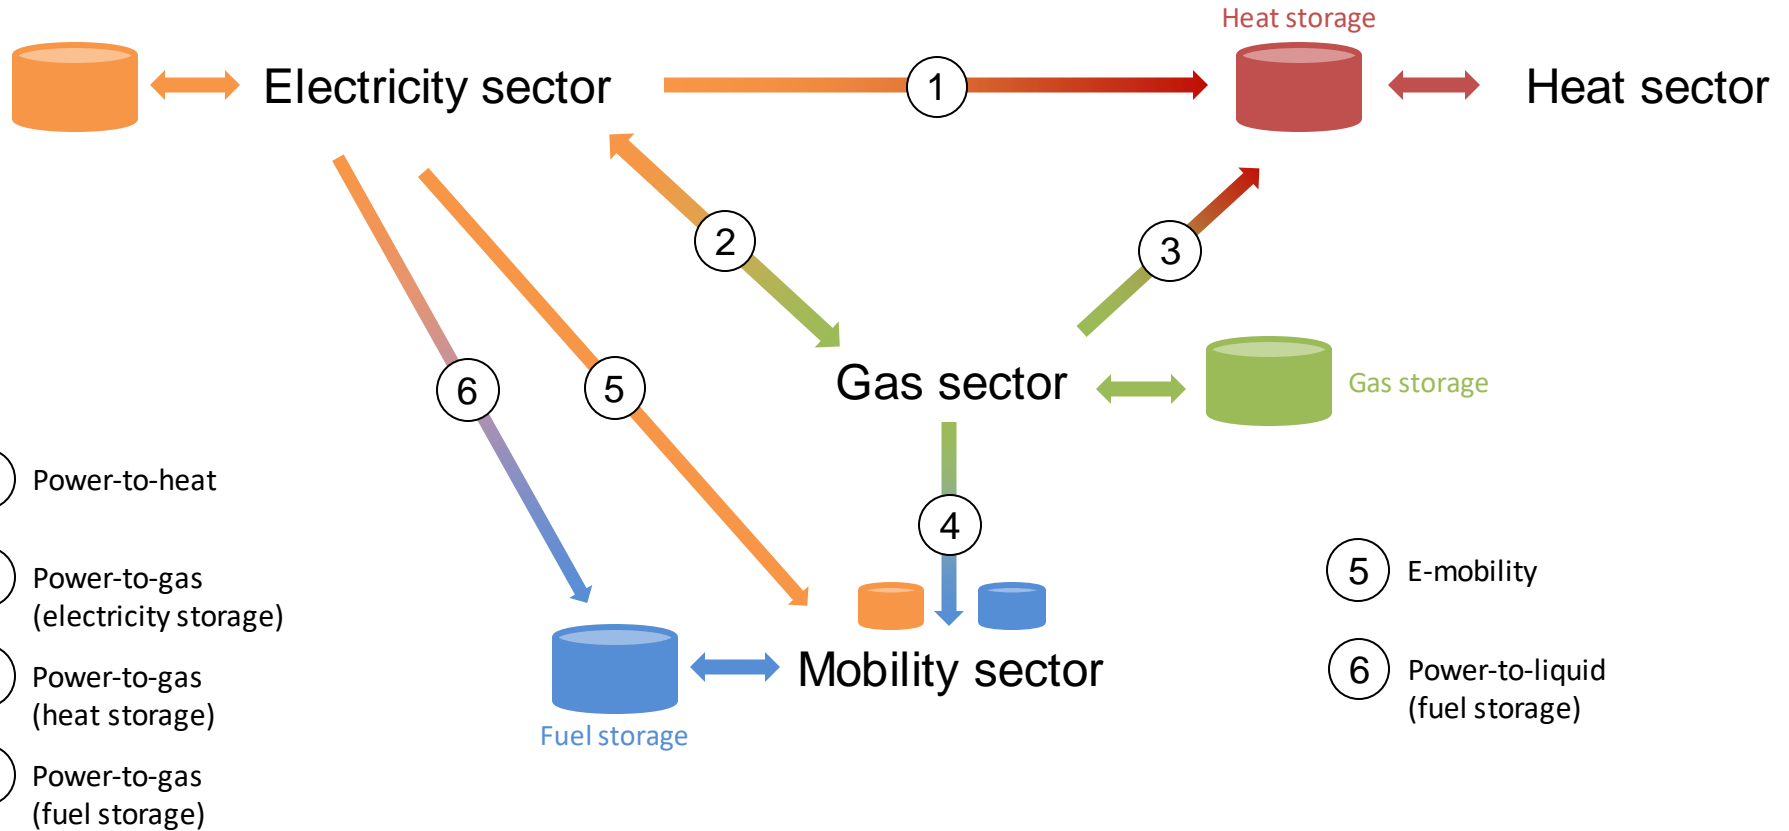 Heat storage
Electricity sector
1
Heat sector
2
3
Gas sector
Gas storage
6
5
4
Mobility sector
Fuel storage
Power-to-heat
Power-to-gas
(electricity storage)
Power-to-gas
(heat storage)
Power-to-gas
(fuel storage)
5 E-mobility
6 Power-to-liquid
(fuel storage)